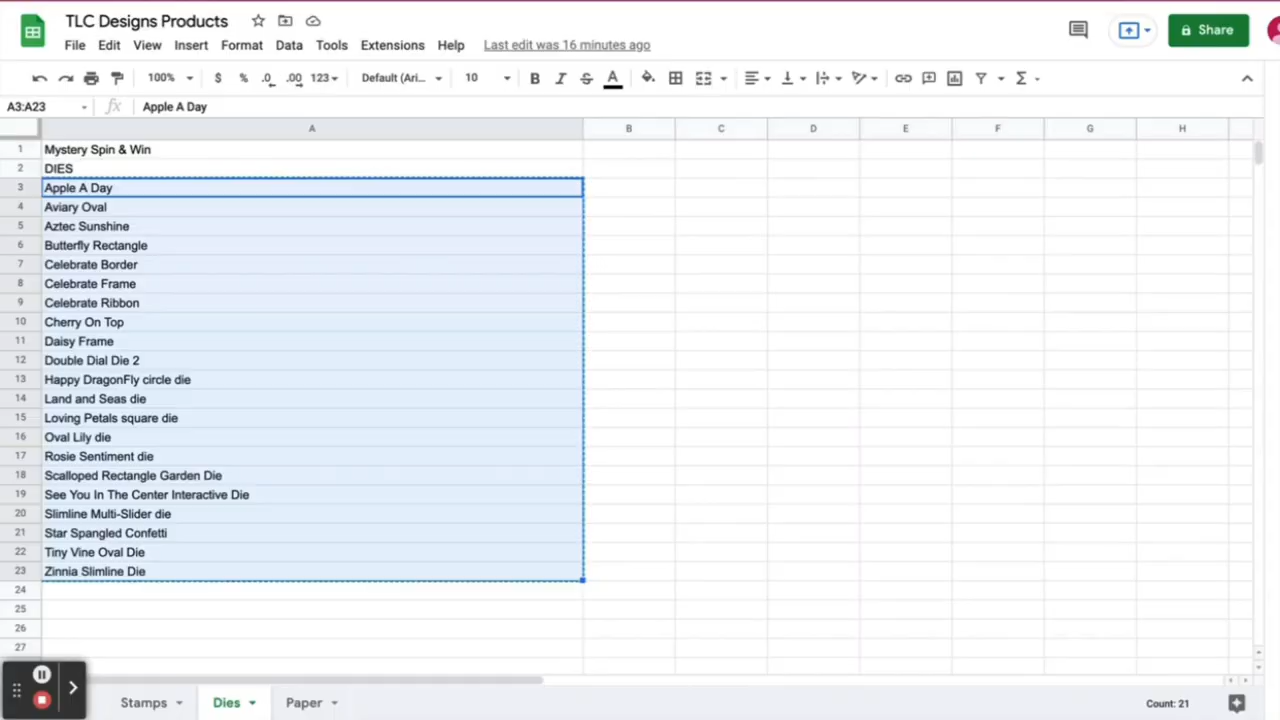 TLC Designs Products
File Edit View Insert Format Data Tools Extensions Help Last edit was 16 minutes ago
Share
100% $ % .0 .00 123 Default (Ari... 10 B I S A Σ
A3:A23 fx Apple A Day
A B C D E F G H
1 Mystery Spin & Win
2 DIES
3 Apple A Day
4 Aviary Oval
5 Aztec Sunshine
6 Butterfly Rectangle
7 Celebrate Border
8 Celebrate Frame
9 Celebrate Ribbon
10 Cherry On Top
11 Daisy Frame
12 Double Dial Die 2
13 Happy DragonFly circle die
14 Land and Seas die
15 Loving Petals square die
16 Oval Lily die
17 Rosie Sentiment die
18 Scalloped Rectangle Garden Die
19 See You In The Center Interactive Die
20 Slimline Multi-Slider die
21 Star Spangled Confetti
22 Tiny Vine Oval Die
23 Zinnia Slimline Die
24
25
26
27
Stamps Dies Paper Count: 21